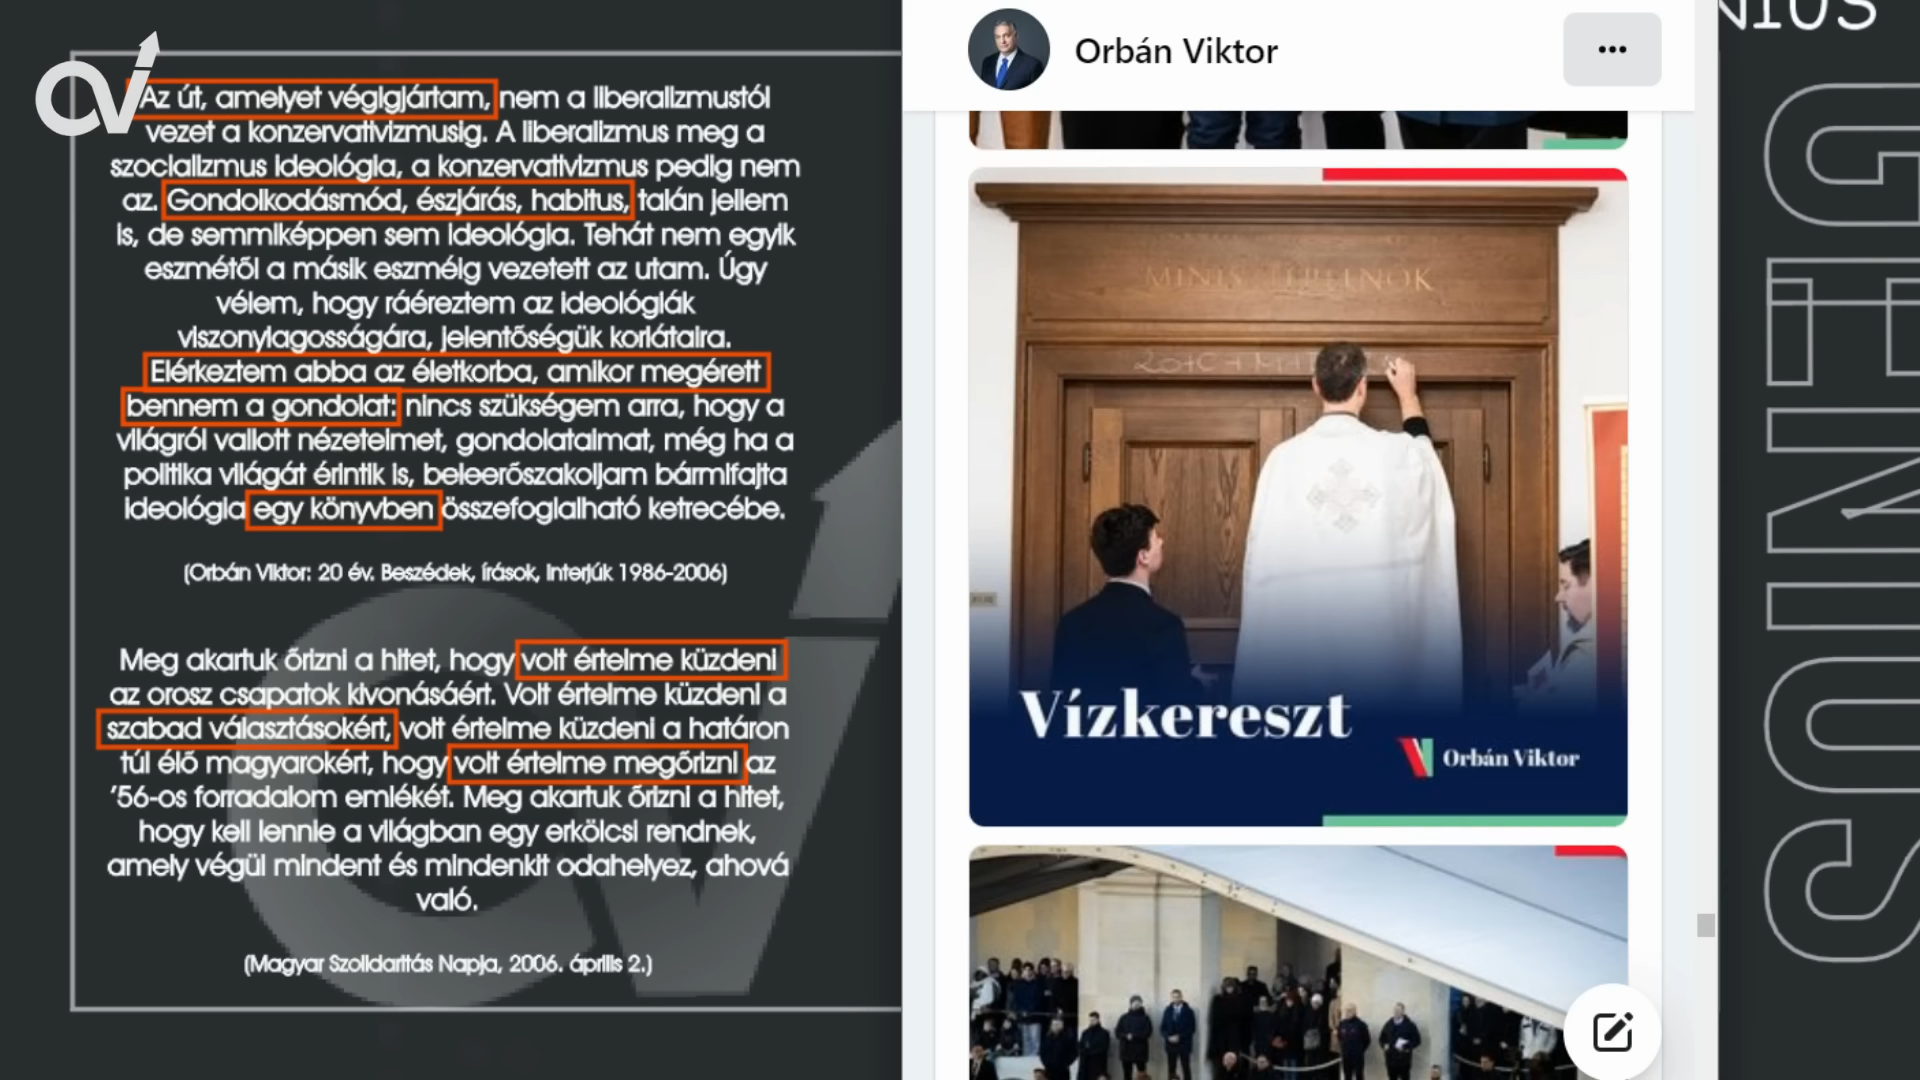 Az út, amelyet végigjártam, nem a liberalizmustól
vezet a konzervativizmusig. A liberalizmus meg a
szocializmus ideológia, a konzervativizmus pedig nem
az. Gondolkodásmód, észjárás, habitus, talán jellem
is, de semmiképpen sem ideológia. Tehát nem egyik
eszmétől a másik eszméig vezetett az utam. Úgy
vélem, hogy ráéreztem az ideológiák
viszonylagosságára, jelentőségük korlátaira.
Elérkeztem abba az életkorba, amikor megérett
bennem a gondolat: nincs szükségem arra, hogy a
világról vallott nézeteimet, gondolataimat, még ha a
politika világát érintik is, beleerőszakoljam bármifajta
ideológia egy könyvben összefoglalható ketrecébe.
(Orbán Viktor: 20 év. Beszédek, írások, interjúk 1986-2006)
Meg akartuk őrizni a hitet, hogy volt értelme küzdeni
az orosz csapatok kivonásáért. Volt értelme küzdeni a
szabad választásokért, volt értelme küzdeni a határon
túl élő magyarokért, hogy volt értelme megőrizni az
'56-os forradalom emlékét. Meg akartuk őrizni a hitet,
hogy kell lennie a világban egy erkölcsi rendnek,
amely végül mindent és mindenkit odahelyez, ahová
való.
(Magyar Szolidaritás Napja, 2006. április 2.)
Orbán Viktor
MINISZTERELNÖK
Vízkereszt
Orbán Viktor
NIUS
GENIUS